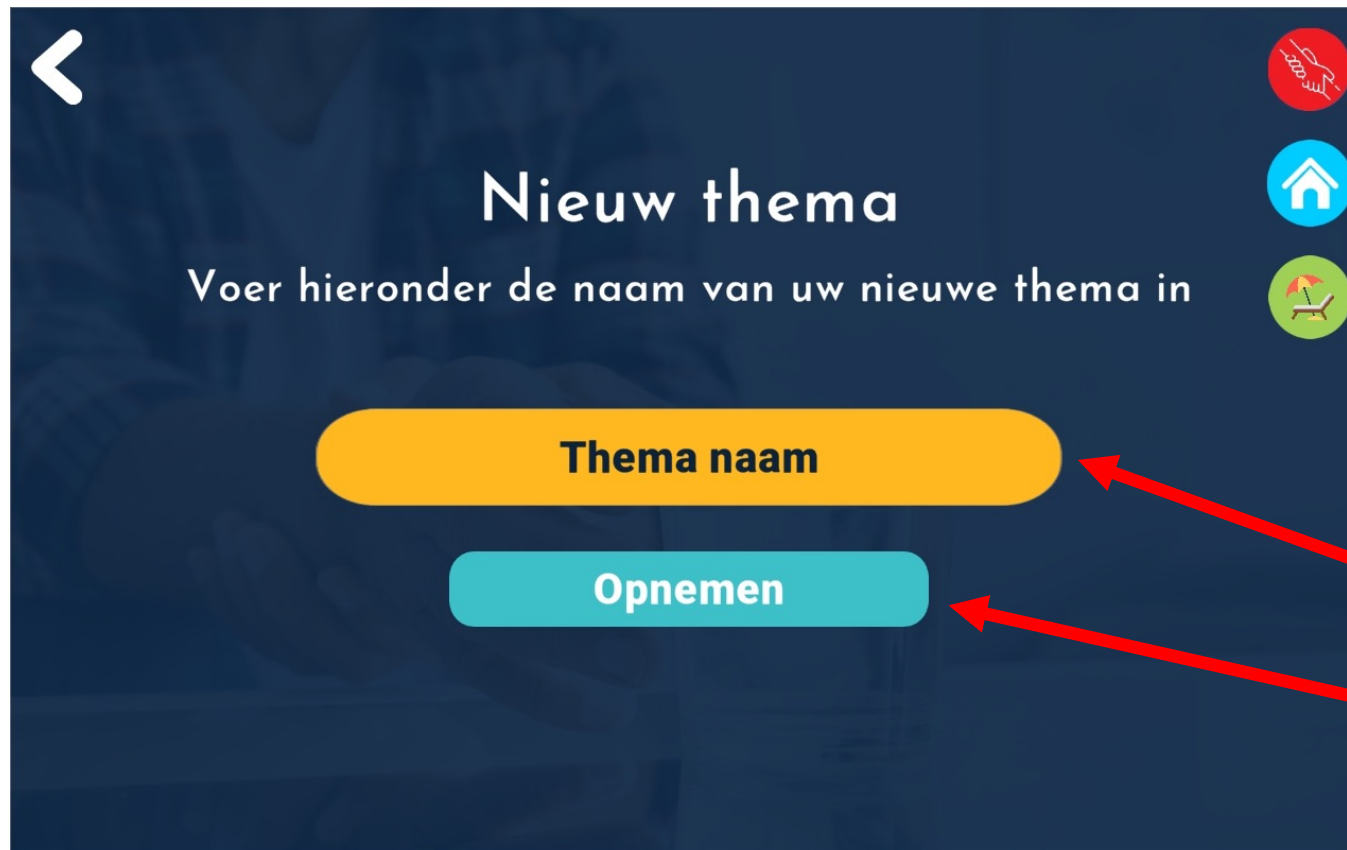 Nieuw thema
Voer hieronder de naam van uw nieuwe thema in
Thema naam
Opnemen